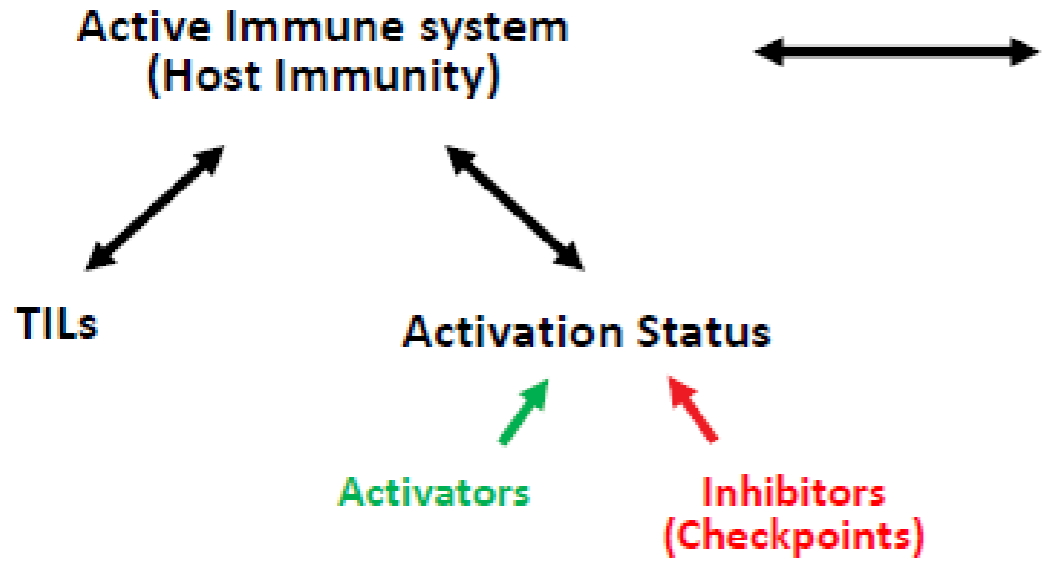 Active Immune system
(Host Immunity)
TILs
Activation Status
Activators
Inhibitors
(Checkpoints)